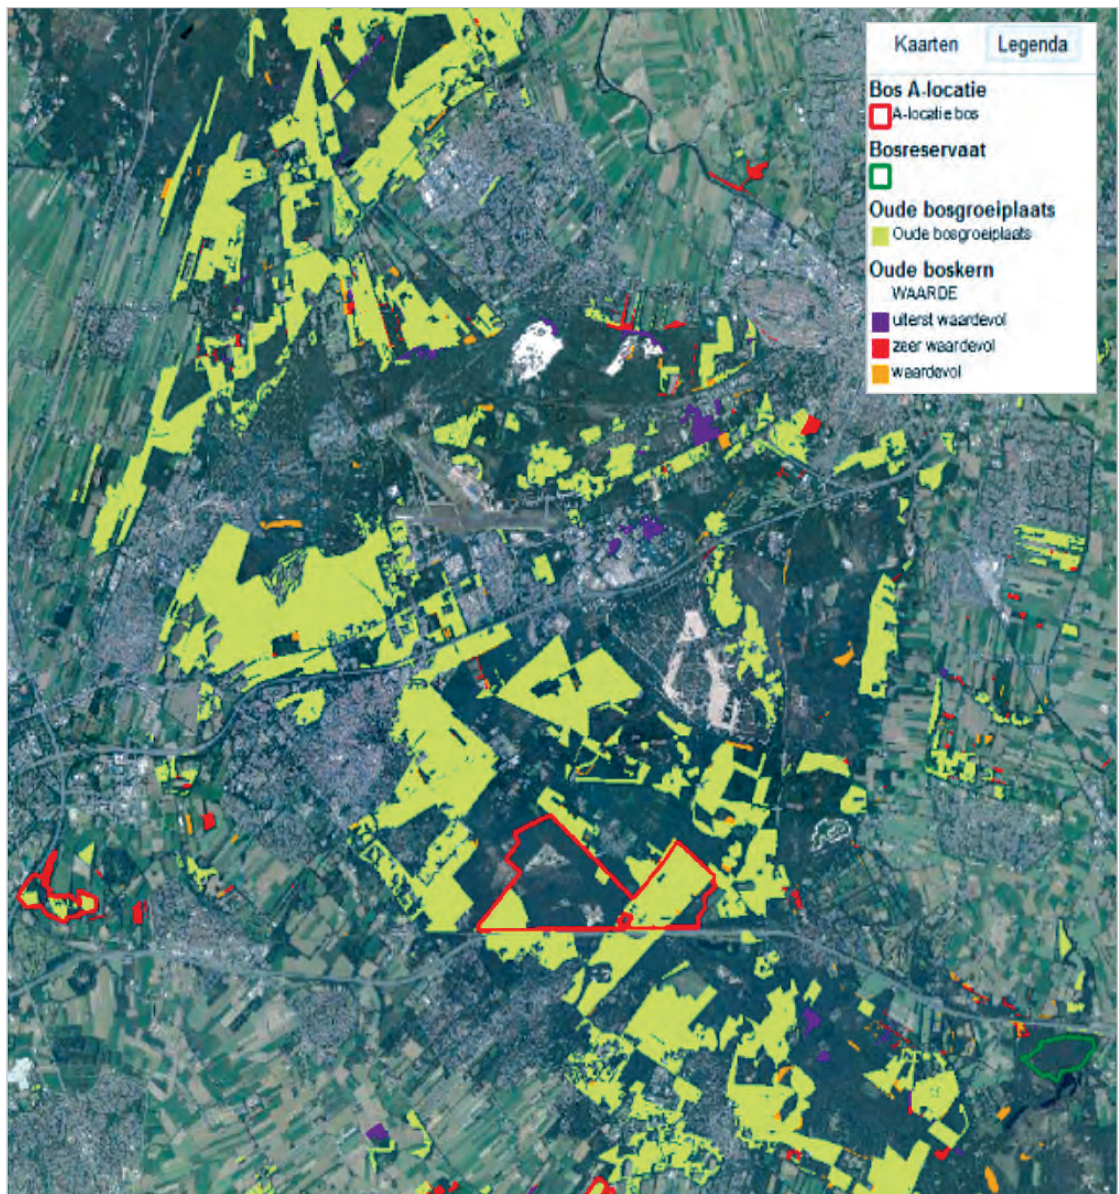 Kaarten Legenda
Bos A-locatie
A-locatie bos
Bosreservaat
Oude bosgroeiplaats
Oude bosgroeiplaats
Oude boskern
WAARDE
uiterst waardevol
zeer waardevol
waardevol